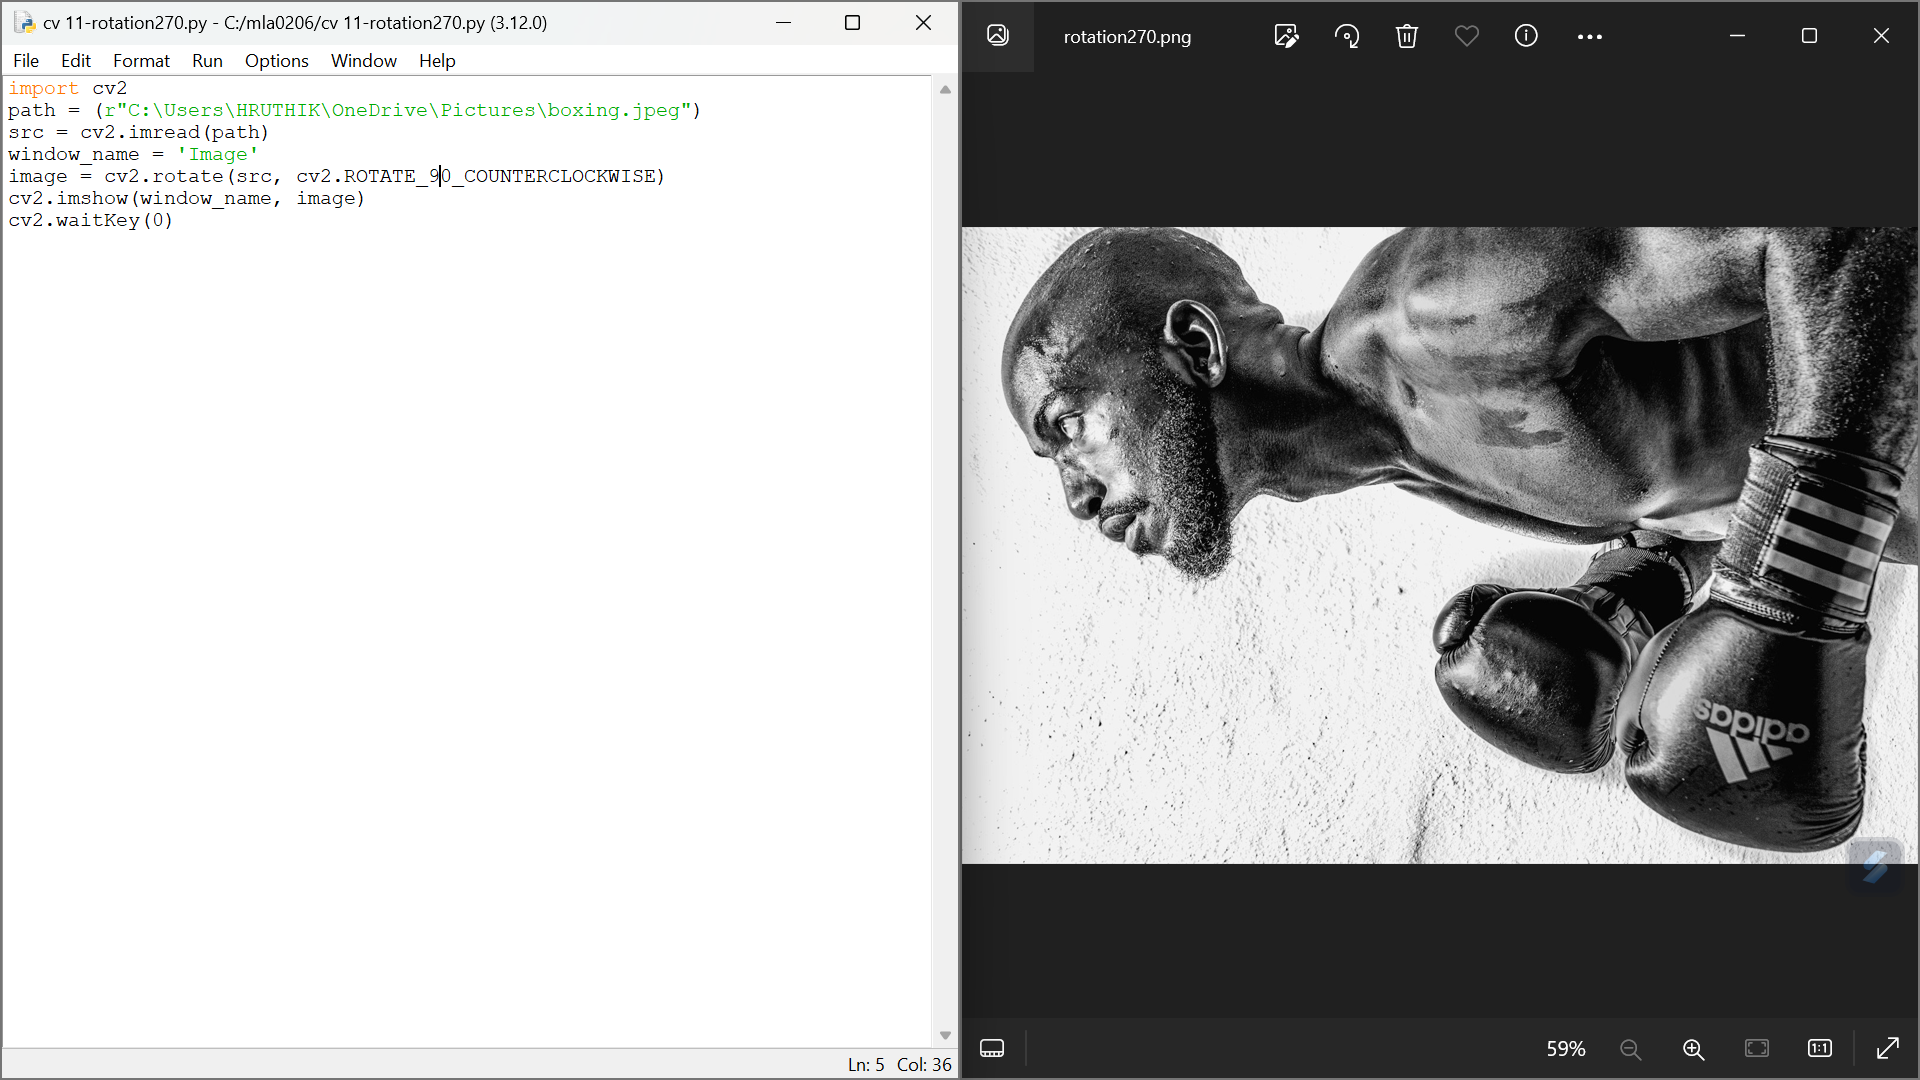 cv 11-rotation270.py - C:/mla0206/cv 11-rotation270.py (3.12.0)
File Edit Format Run Options Window Help
import cv2
path = (r"C:\Users\HRUTHIK\OneDrive\Pictures\boxing.jpeg")
src = cv2.imread(path)
window_name = 'Image'
image = cv2.rotate(src, cv2.ROTATE_90_COUNTERCLOCKWISE)
cv2.imshow(window_name, image)
cv2.waitKey(0)
Ln: 5 Col: 36
rotation270.png
adidas
59%
1:1